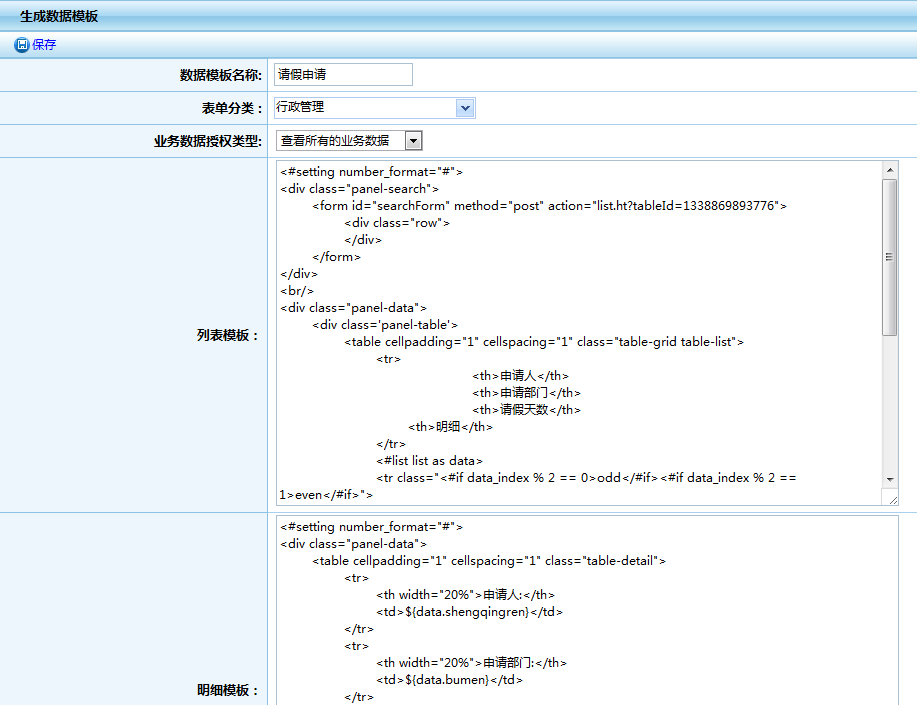 生成数据模板
保存
数据模板名称: 请假申请
表单分类： 行政管理
业务数据授权类型: 查看所有的业务数据
列表模板：
<#setting number_format="#">
<div class="panel-search">
<form id="searchForm" method="post" action="list.ht?tableId=1338869893776">
<div class="row">
</div>
</form>
</div>
<br/>
<div class="panel-data">
<div class='panel-table'>
<table cellpadding="1" cellspacing="1" class="table-grid table-list">
<tr>
<th>申请人</th>
<th>申请部门</th>
<th>请假天数</th>
<th>明细</th>
</tr>
<#list list as data>
<tr class="<#if data_index % 2 == 0>odd</#if><#if data_index % 2 ==
1>even</#if>">
明细模板：
<#setting number_format="#">
<div class="panel-data">
<table cellpadding="1" cellspacing="1" class="table-detail">
<tr>
<th width="20%">申请人:</th>
<td>${data.shengqingren}</td>
</tr>
<tr>
<th width="20%">申请部门:</th>
<td>${data.bumen}</td>
</tr>